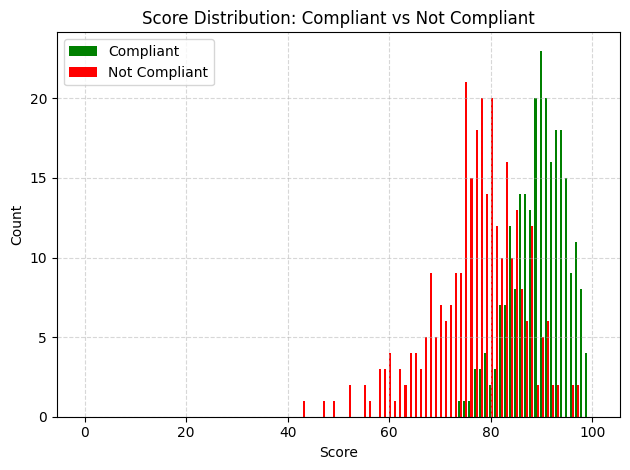 Score Distribution: Compliant vs Not Compliant
Compliant
Not Compliant
Count
20
15
10
5
0
0 20 40 60 80 100
Score